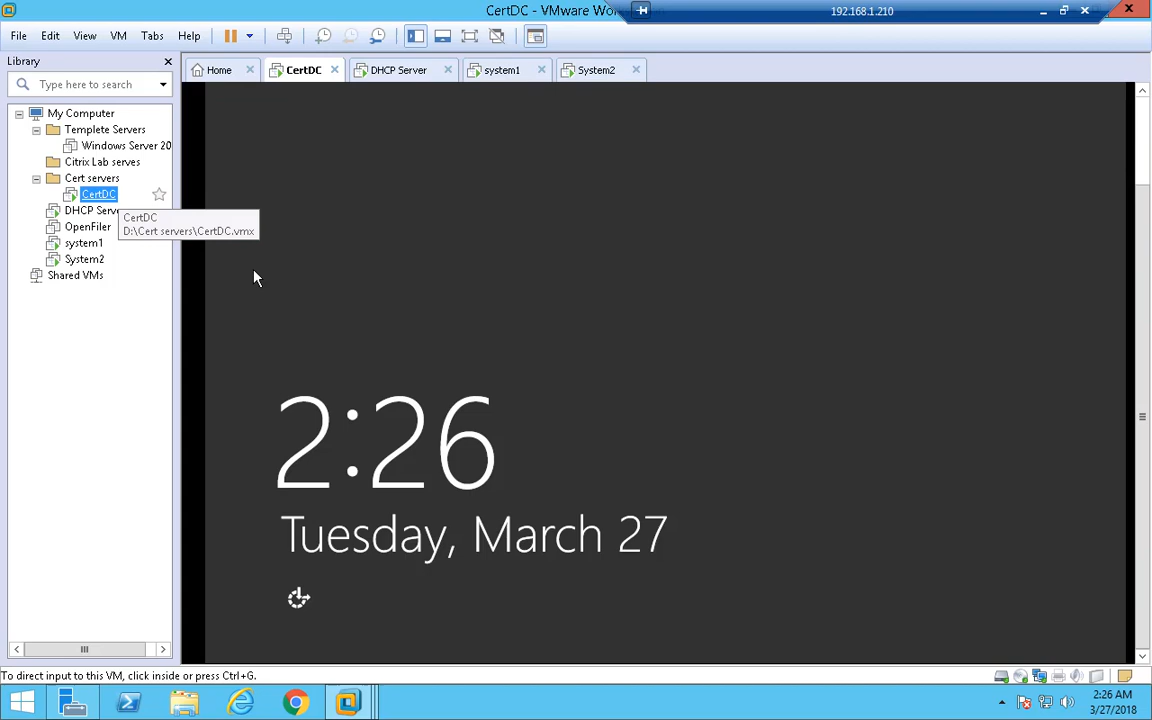 CertDC - VMware Wo
192.168.1.210
File Edit View VM Tabs Help
Library
Type here to search
Home
CertDC
DHCP Server
system1
System2
My Computer
Templete Servers
Windows Server 20
Citrix Lab serves
Cert servers
CertDC
DHCP Serve
OpenFiler
system1
System2
Shared VMs
CertDC
D:\Cert servers\CertDC.vmx
2:26
Tuesday, March 27
To direct input to this VM, click inside or press Ctrl+G.
2:26 AM
3/27/2018